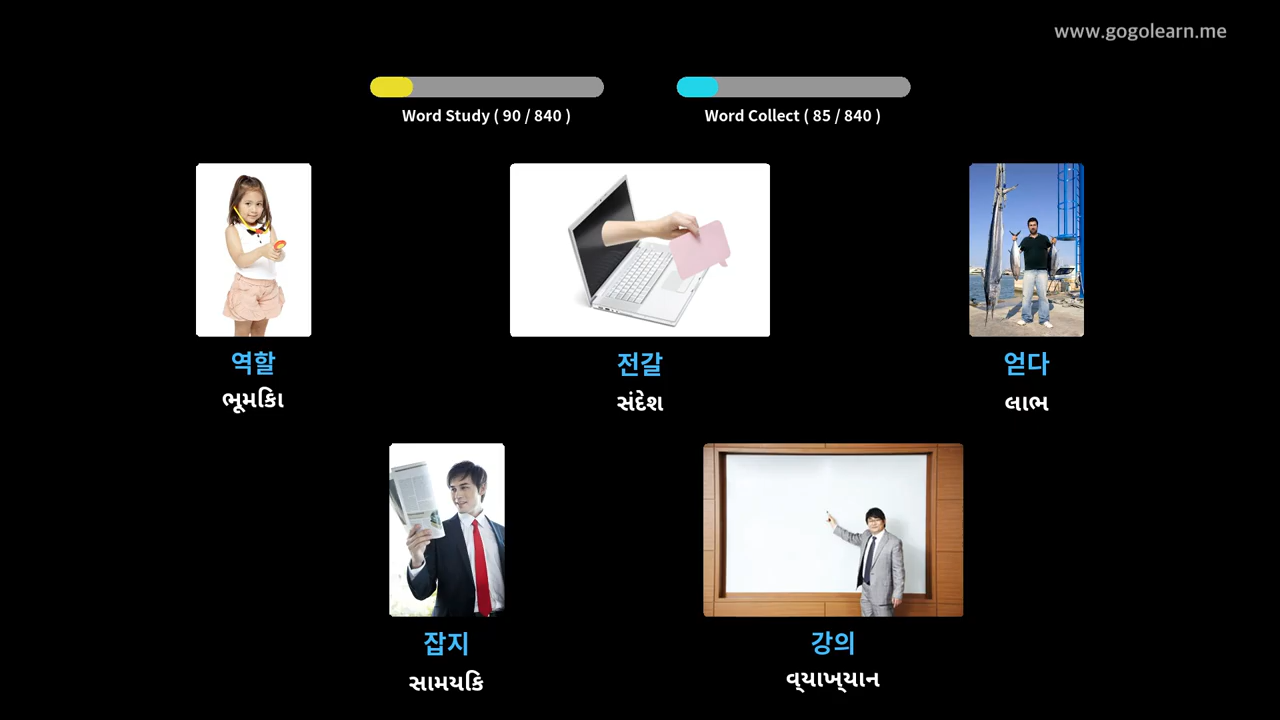 www.gogolearn.me
Word Study ( 90 / 840 )
Word Collect ( 85 / 840 )
역할
ભૂમિકા
전갈
સંદેશ
얻다
લાભ
잡지
સામયિક
강의
વ્યાખ્યાન